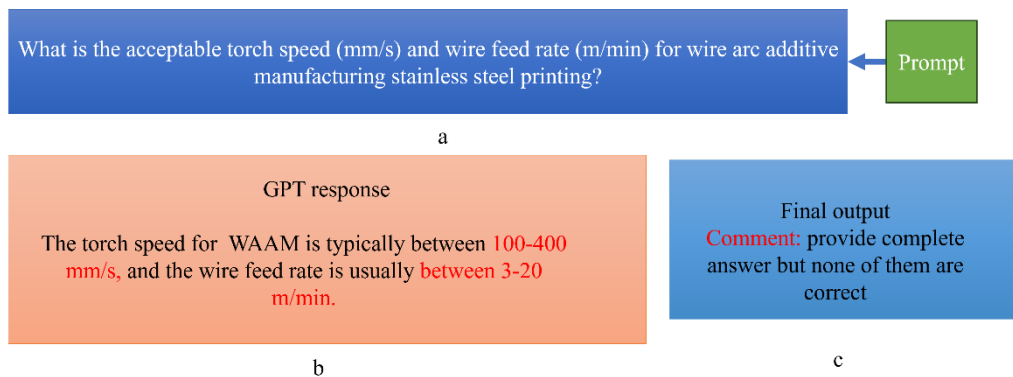 What is the acceptable torch speed (mm/s) and wire feed rate (m/min) for wire arc additive
manufacturing stainless steel printing?
Prompt
a
GPT response
The torch speed for WAAM is typically between 100-400
mm/s, and the wire feed rate is usually between 3-20
m/min.
b
Final output
Comment: provide complete
answer but none of them are
correct
c